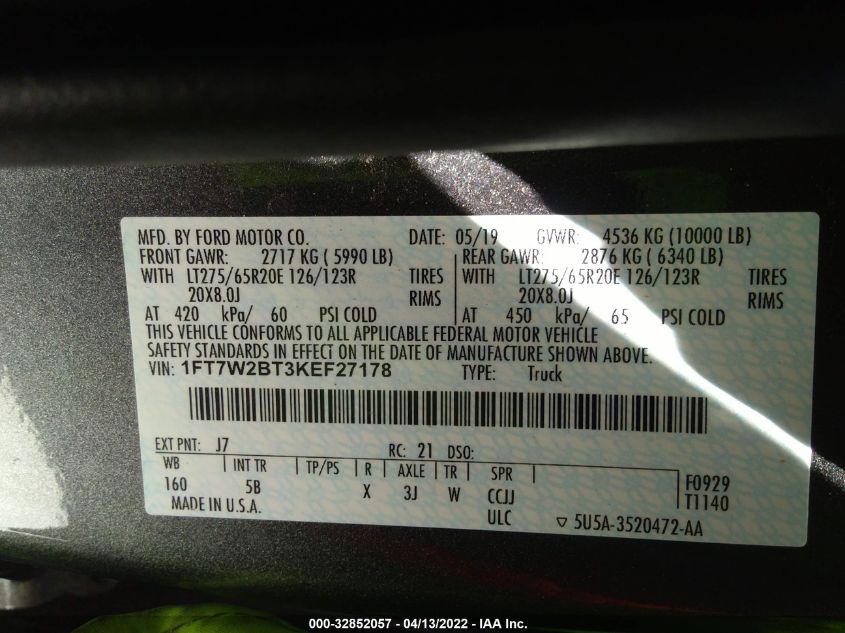 MFD. BY FORD MOTOR CO. DATE: 05/19 GVWR: 4536 KG (10000 LB)
FRONT GAWR: 2717 KG ( 5990 LB) REAR GAWR: 2876 KG ( 6340 LB)
WITH LT275/65R20E 126/123R TIRES WITH LT275/65R20E 126/123R TIRES
20X8.0J RIMS 20X8.0J RIMS
AT 420 kPa/ 60 PSI COLD AT 450 kPa/ 65 PSI COLD
THIS VEHICLE CONFORMS TO ALL APPLICABLE FEDERAL MOTOR VEHICLE
SAFETY STANDARDS IN EFFECT ON THE DATE OF MANUFACTURE SHOWN ABOVE.
VIN: 1FT7W2BT3KEF27178 TYPE: Truck
EXT PNT: J7 RC: 21 DSO:
WB INT TR TP/PS R AXLE TR SPR F0929
160 5B X 3J W CCJJ T1140
MADE IN U.S.A. ULC ▽ 5U5A-3520472-AA
000-32852057 - 04/13/2022 - IAA Inc.